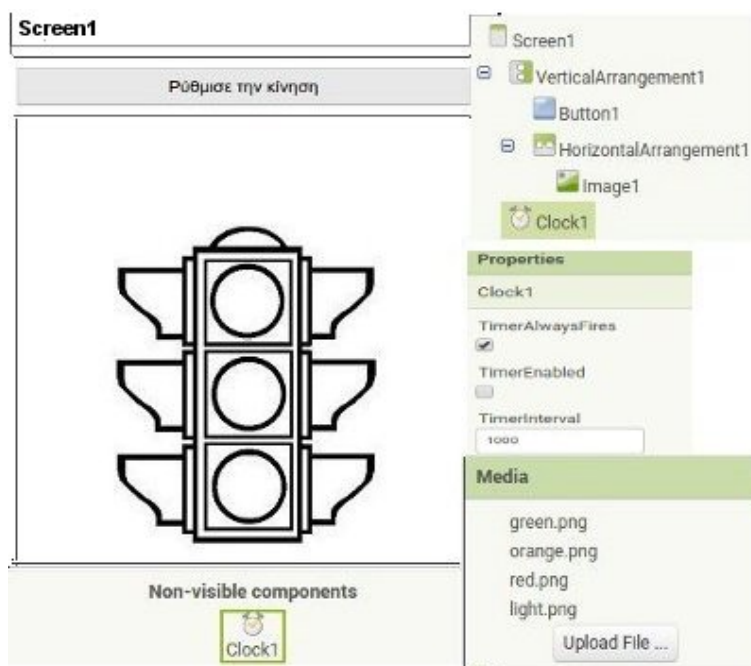 Screen1
Ρύθμισε την κίνηση
Non-visible components
Clock1
Screen1
VerticalArrangement1
Button1
HorizontalArrangement1
Image1
Clock1
Properties
Clock1
TimerAlwaysFires
TimerEnabled
TimerInterval
1000
Media
green.png
orange.png
red.png
light.png
Upload File ...